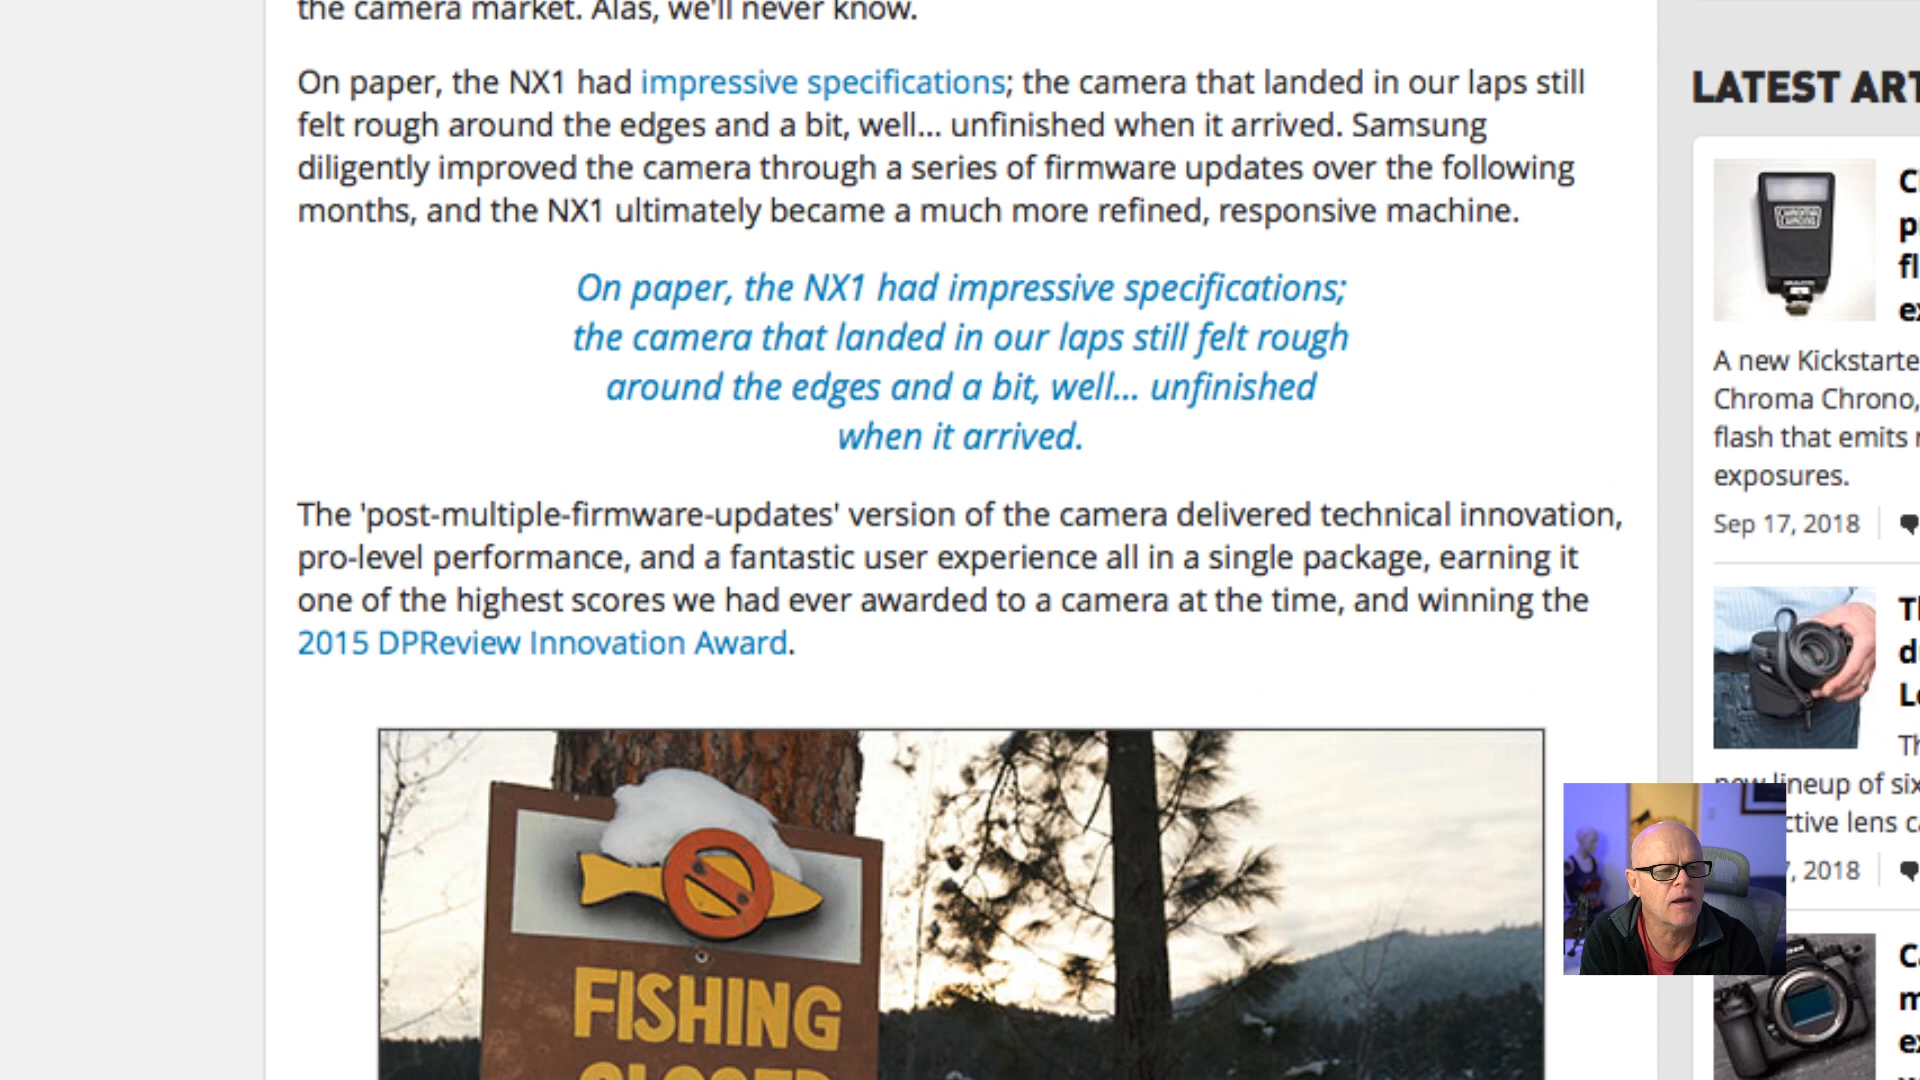 the camera market. Alas, we'll never know.
On paper, the NX1 had impressive specifications; the camera that landed in our laps still
felt rough around the edges and a bit, well... unfinished when it arrived. Samsung
diligently improved the camera through a series of firmware updates over the following
months, and the NX1 ultimately became a much more refined, responsive machine.
On paper, the NX1 had impressive specifications;
the camera that landed in our laps still felt rough
around the edges and a bit, well... unfinished
when it arrived.
The 'post-multiple-firmware-updates' version of the camera delivered technical innovation,
pro-level performance, and a fantastic user experience all in a single package, earning it
one of the highest scores we had ever awarded to a camera at the time, and winning the
2015 DPReview Innovation Award.
FISHING
CLOSED
LATEST ART
A new Kickstarte
Chroma Chrono,
flash that emits
exposures.
Sep 17, 2018
lineup of six
lens
, 2018